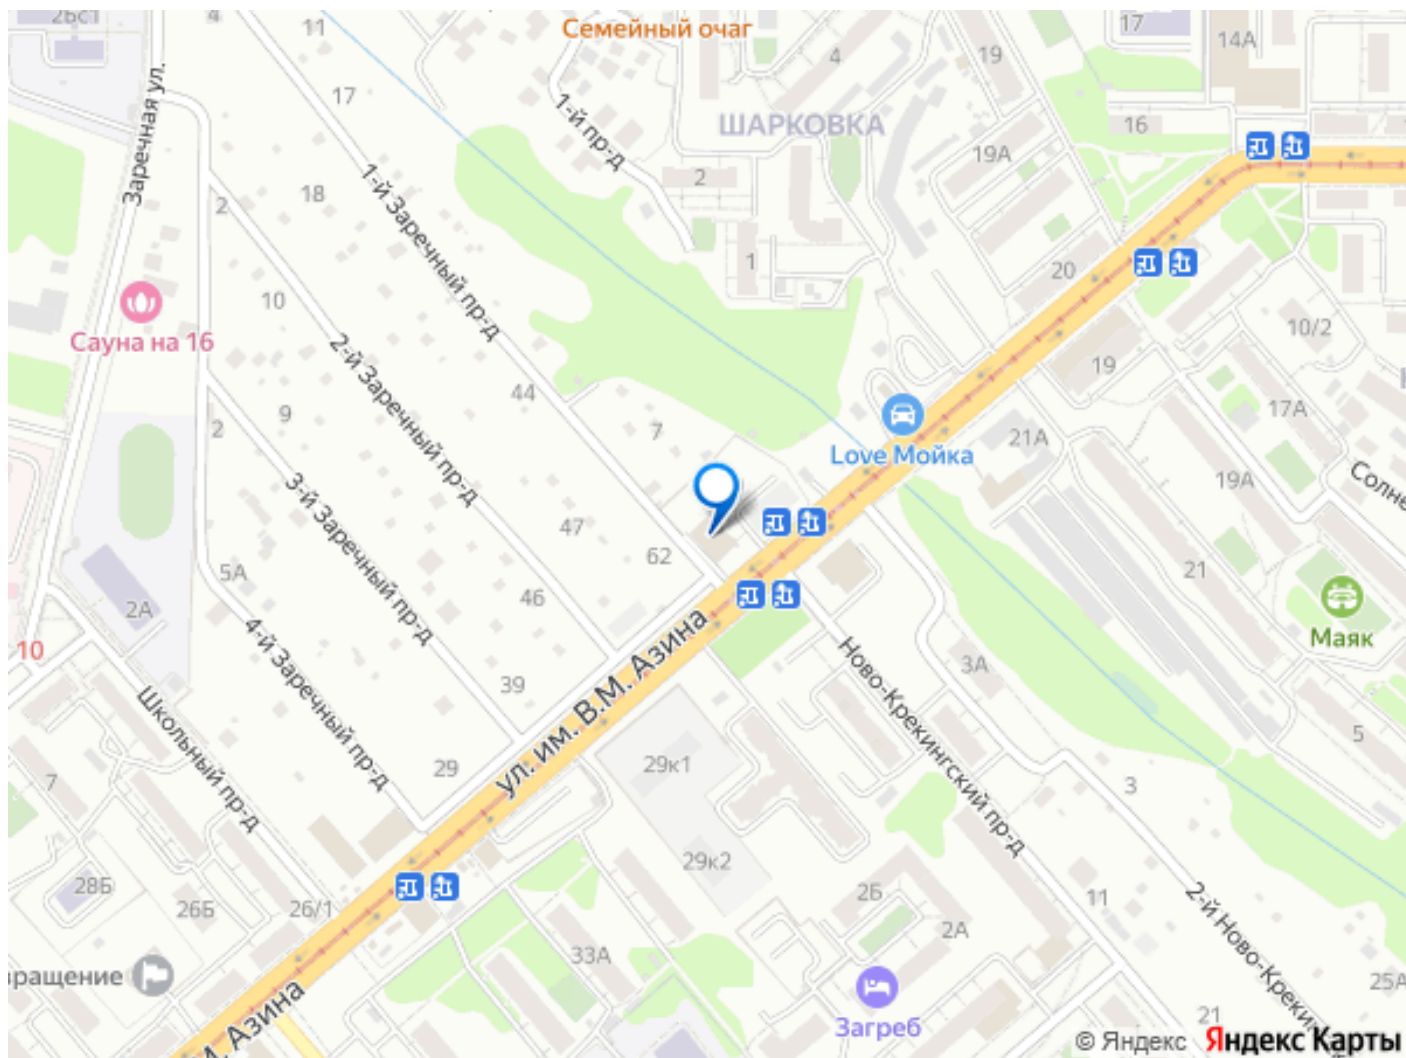 2бс1
4
11
Семейный очаг
4
19
17
14А
17
ШАРКОВКА
1-й пр-д
16
19А
Заречная ул.
2
2
18
1-й Заречный пр-д
1
20
10
Сауна на 16
2-й Заречный пр-д
10/2
19
44
7
17А
2
9
Love Мойка
21А
19А
Солне
3-й Заречный пр-д
47
62
21
5А
46
2А
Маяк
10
4-й Заречный пр-д
39
ул. им. В.М. Азина
3А
Ново-Крекингский пр-д
Школьный пр-д
5
7
29
29к1
3
29к2
28Б
26Б
26/1
2Б
2А
11
2-й Ново-Крекин
33А
вращение
Загреб
25А
21
м. Азина
© Яндекс Яндекс Карты